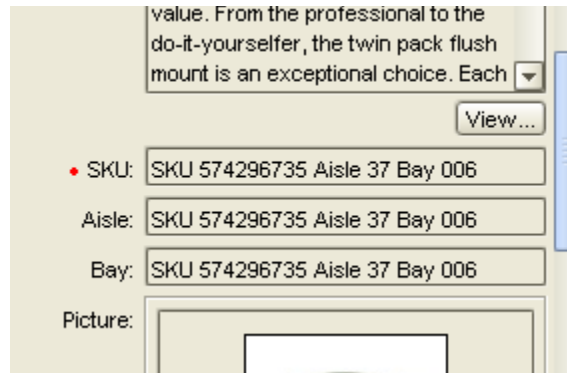 value. From the professional to the
do-it-yourselfer, the twin pack flush
mount is an exceptional choice. Each
View...
SKU: SKU 574296735 Aisle 37 Bay 006
Aisle: SKU 574296735 Aisle 37 Bay 006
Bay: SKU 574296735 Aisle 37 Bay 006
Picture: